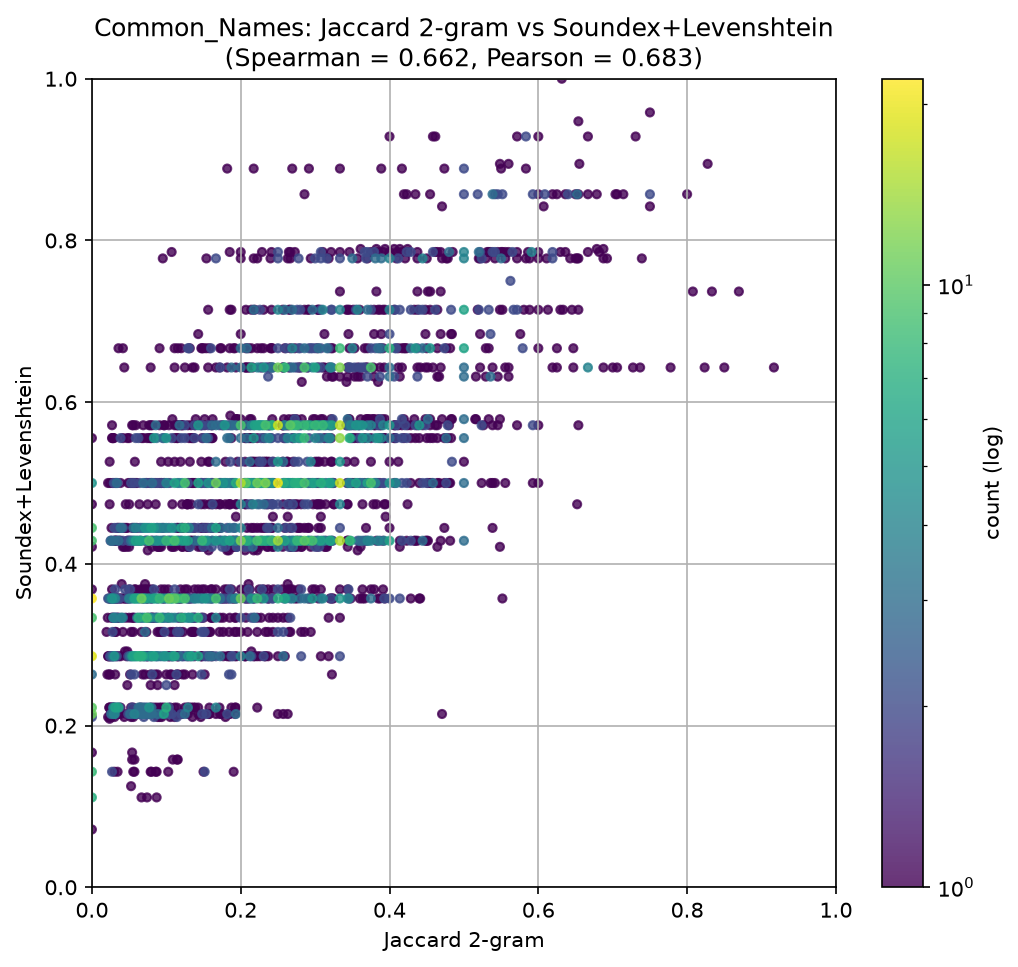 Common_Names: Jaccard 2-gram vs Soundex+Levenshtein
(Spearman = 0.662, Pearson = 0.683)
1.0
0.8
0.6
0.4
0.2
0.0
Soundex+Levenshtein
0.0 0.2 0.4 0.6 0.8 1.0
Jaccard 2-gram
10¹
10⁰
count (log)